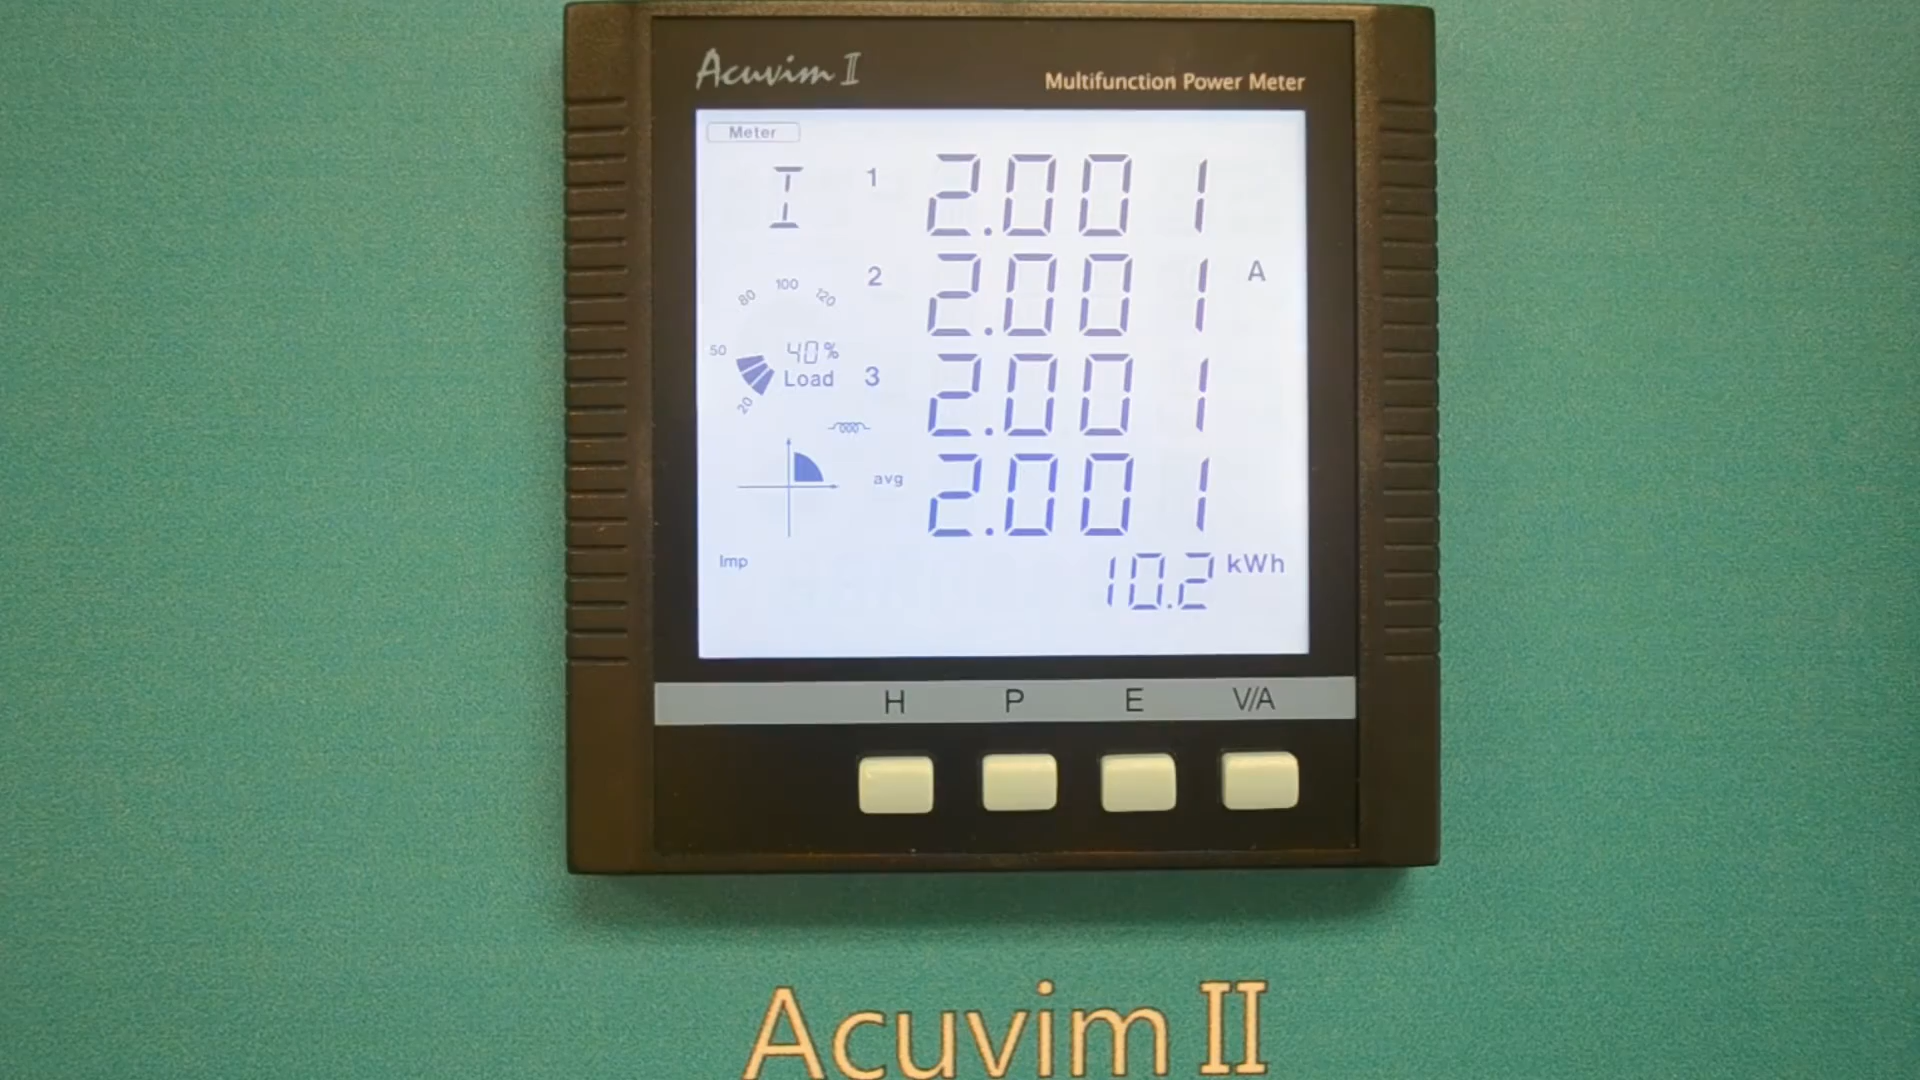 Acuvim II
Multifunction Power Meter
Meter
I 1 2.001
2 2.001 A
80 100 120
50 40% Load 3 2.001
20
avg 2.001
Imp 10.2 kWh
H P E V/A
Acuvim II